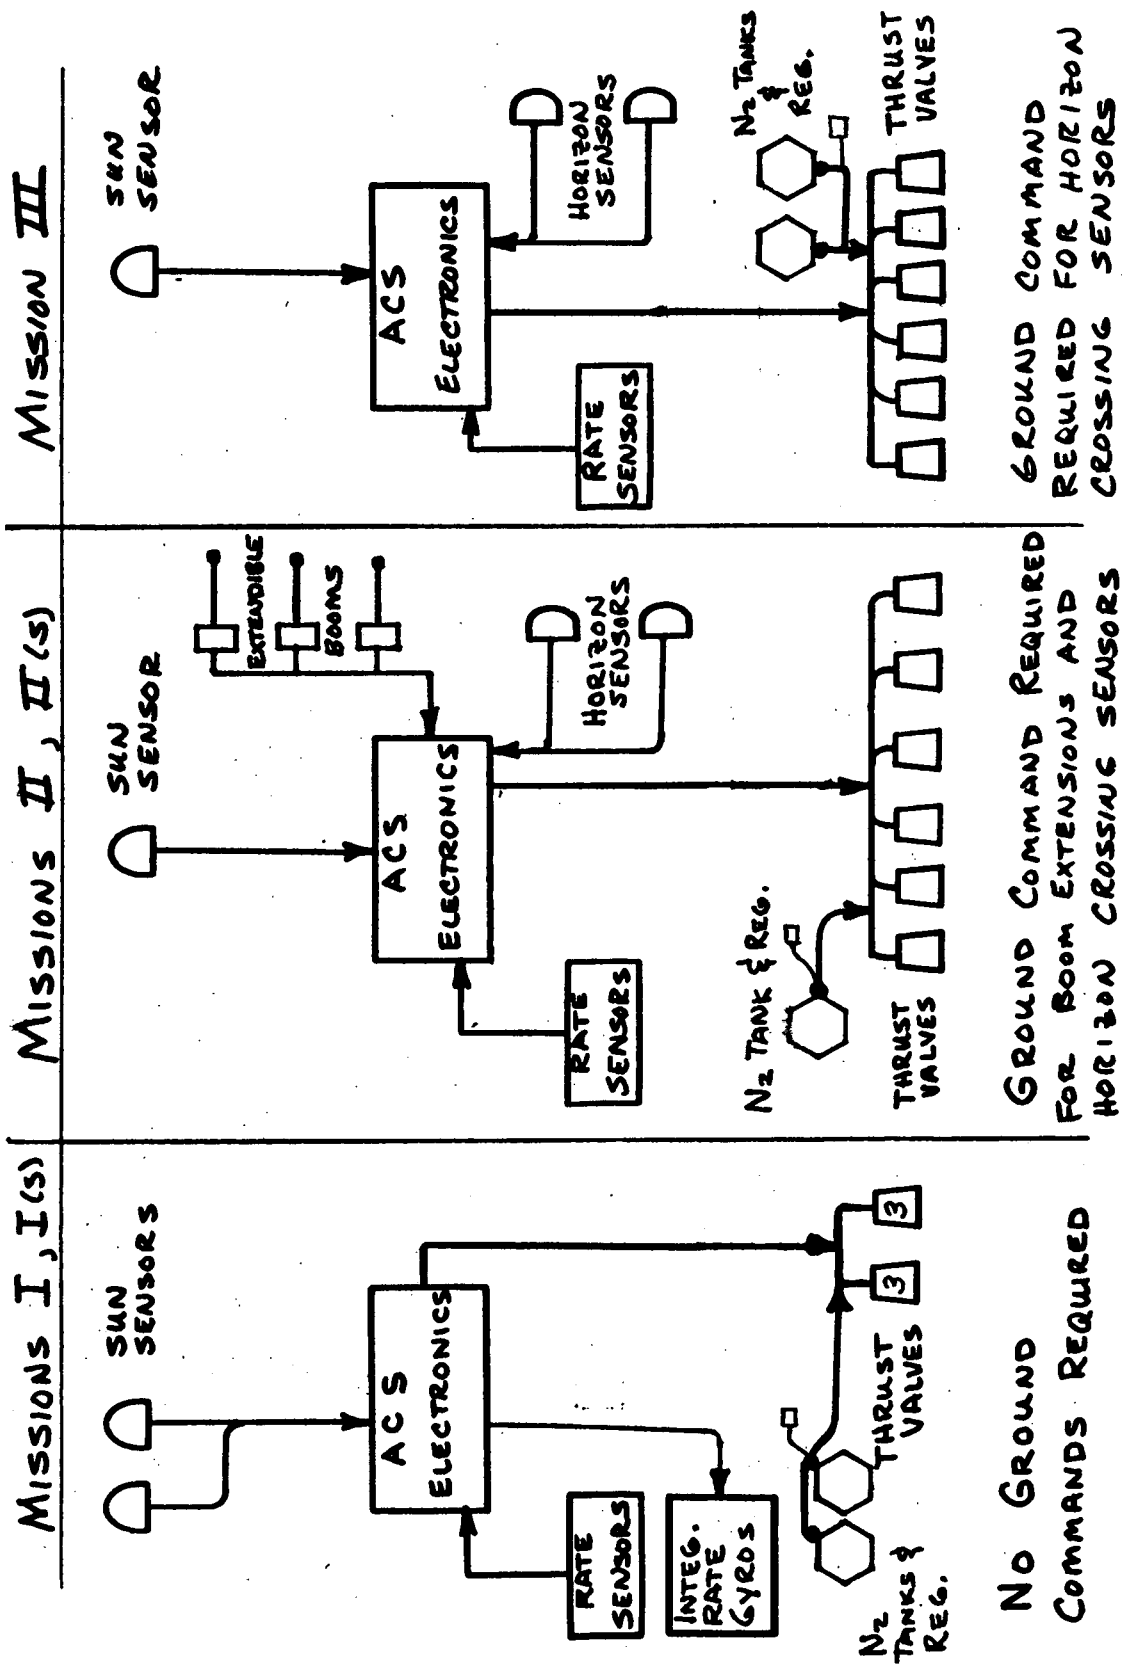 MISSIONS I, I(s)
SUN
SENSORS
ACS
ELECTRONICS
RATE
SENSORS
INTEG.
RATE
GYROS
N2
TANKS &
REG.
THRUST
VALVES
3
3
NO GROUND
COMMANDS REQUIRED
MISSIONS II, II(s)
SUN
SENSOR
EXTENDIBLE
BOOMS
ACS
ELECTRONICS
HORIZON
SENSORS
RATE
SENSORS
N2 TANK & REG.
THRUST
VALVES
GROUND COMMAND REQUIRED
FOR BOOM EXTENSIONS AND
HORIZON CROSSING SENSORS
MISSION III
SUN
SENSOR
ACS
ELECTRONICS
HORIZON
SENSORS
RATE
SENSORS
N2 TANKS
&
REG.
THRUST
VALVES
GROUND COMMAND
REQUIRED FOR HORIZON
CROSSING SENSORS